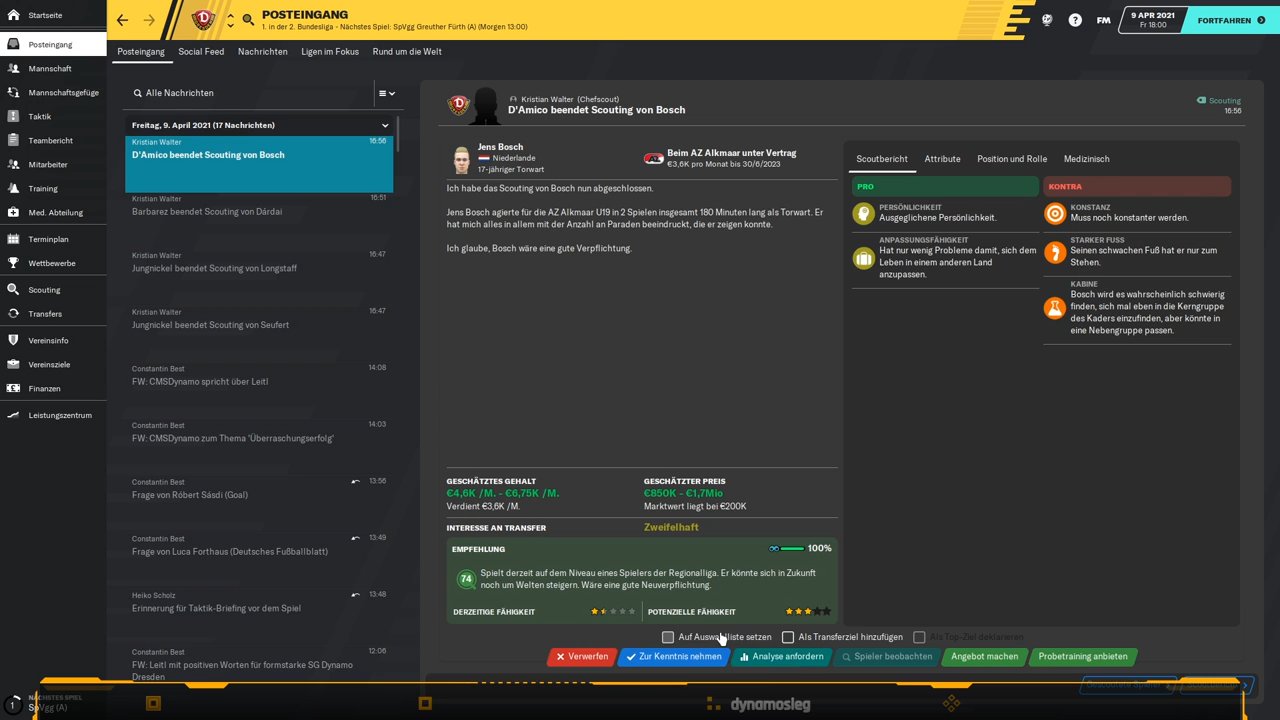 Startseite
Posteingang
Mannschaft
Mannschaftsgefüge
Taktik
Teambericht
Mitarbeiter
Training
Med. Abteilung
Terminplan
Wettbewerbe
Scouting
Transfers
Vereinsinfo
Vereinsziele
Finanzen
Leistungszentrum
POSTEINGANG
1. in der 2. Bundesliga - Nächstes Spiel: SpVgg Greuther Fürth (A) (Morgen 13:00)
FM
9 APR 2021
Fr 18:00
FORTFAHREN
Posteingang
Social Feed
Nachrichten
Ligen im Fokus
Rund um die Welt
Alle Nachrichten
Freitag, 9. April 2021 (17 Nachrichten)
Kristian Walter 16:56
D'Amico beendet Scouting von Bosch
Kristian Walter 16:51
Barbarez beendet Scouting von Dárdai
Kristian Walter 16:47
Jungnickel beendet Scouting von Longstaff
Kristian Walter 16:47
Jungnickel beendet Scouting von Seufert
Constantin Best 14:08
FW: CMSDynamo spricht über Leitl
Constantin Best 14:03
FW: CMSDynamo zum Thema 'Überraschungserfolg'
Constantin Best 13:56
Frage von Róbert Sásdi (Goal)
Constantin Best 13:49
Frage von Luca Forthaus (Deutsches Fußballblatt)
Heiko Scholz 13:48
Erinnerung für Taktik-Briefing vor dem Spiel
Constantin Best 12:06
FW: Leitl mit positiven Worten für formstarke SG Dynamo
Dresden
Kristian Walter (Chefscout)
D'Amico beendet Scouting von Bosch
Scouting
16:56
Jens Bosch
Niederlande
17-jähriger Torwart
AZ
Beim AZ Alkmaar unter Vertrag
€3,6K pro Monat bis 30/6/2023
Ich habe das Scouting von Bosch nun abgeschlossen.
Jens Bosch agierte für die AZ Alkmaar U19 in 2 Spielen insgesamt 180 Minuten lang als Torwart. Er
hat mich alles in allem mit der Anzahl an Paraden beeindruckt, die er zeigen konnte.
Ich glaube, Bosch wäre eine gute Verpflichtung.
GESCHÄTZTES GEHALT
€4,6K /M. - €6,75K /M.
Verdient €3,6K /M.
GESCHÄTZTER PREIS
€850K - €1,7Mio
Marktwert liegt bei €200K
INTERESSE AN TRANSFER Zweifelhaft
EMPFEHLUNG 100%
74
Spielt derzeit auf dem Niveau eines Spielers der Regionalliga. Er könnte sich in Zukunft
noch um Welten steigern. Wäre eine gute Neuverpflichtung.
DERZEITIGE FÄHIGKEIT
POTENZIELLE FÄHIGKEIT
Scoutbericht
Attribute
Position und Rolle
Medizinisch
PRO
PERSÖNLICHKEIT
Ausgeglichene Persönlichkeit.
ANPASSUNGSFÄHIGKEIT
Hat nur wenig Probleme damit, sich dem
Leben in einem anderen Land
anzupassen.
KONTRA
KONSTANZ
Muss noch konstanter werden.
STARKER FUSS
Seinen schwachen Fuß hat er nur zum
Stehen.
KABINE
Bosch wird es wahrscheinlich schwierig
finden, sich mal eben in die Kerngruppe
des Kaders einzufinden, aber könnte in
eine Nebengruppe passen.
Auf Auswahlliste setzen
Als Transferziel hinzufügen
Als Top-Ziel deklarieren
Verwerfen
Zur Kenntnis nehmen
Analyse anfordern
Spieler beobachten
Angebot machen
Probetraining anbieten
Gescoutete Spieler
1
NÄCHSTES SPIEL
SpVgg (A)
dynamosleg